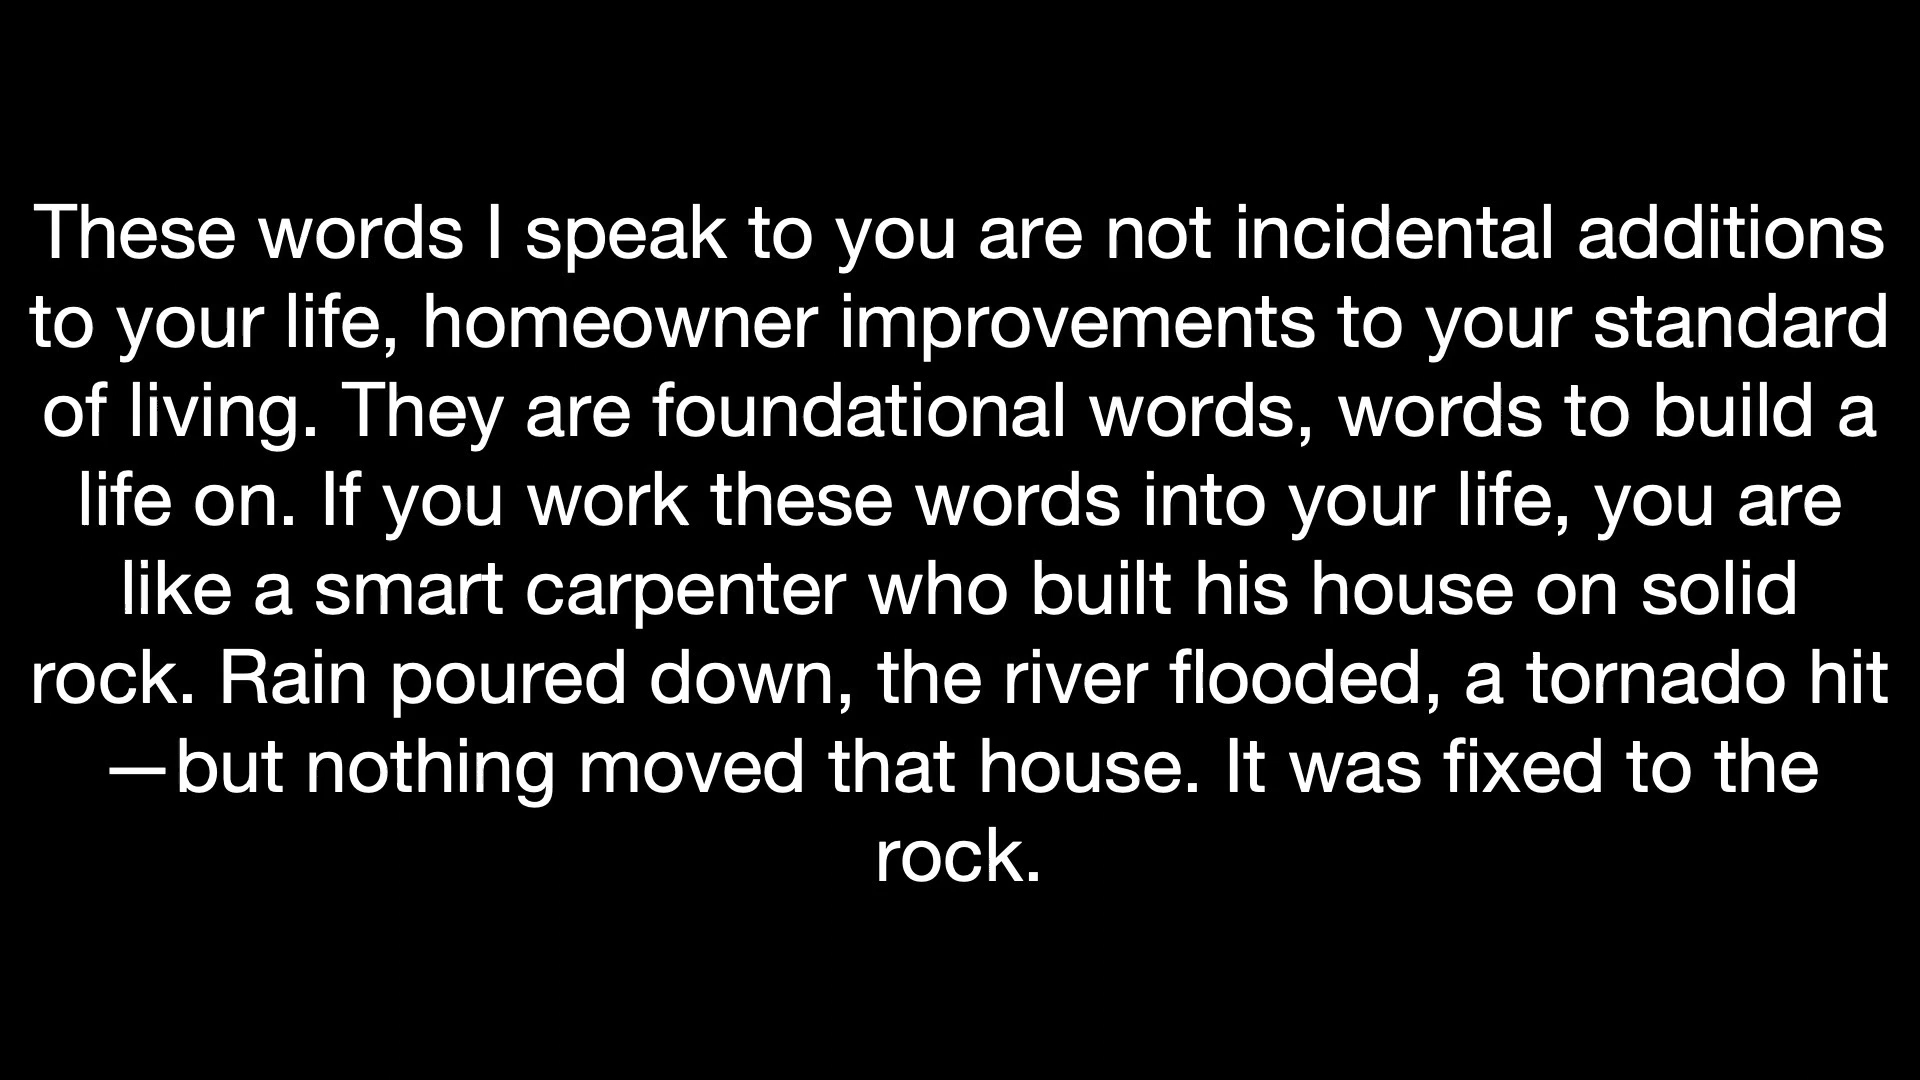 These words I speak to you are not incidental additions
to your life, homeowner improvements to your standard
of living. They are foundational words, words to build a
life on. If you work these words into your life, you are
like a smart carpenter who built his house on solid
rock. Rain poured down, the river flooded, a tornado hit
—but nothing moved that house. It was fixed to the
rock.